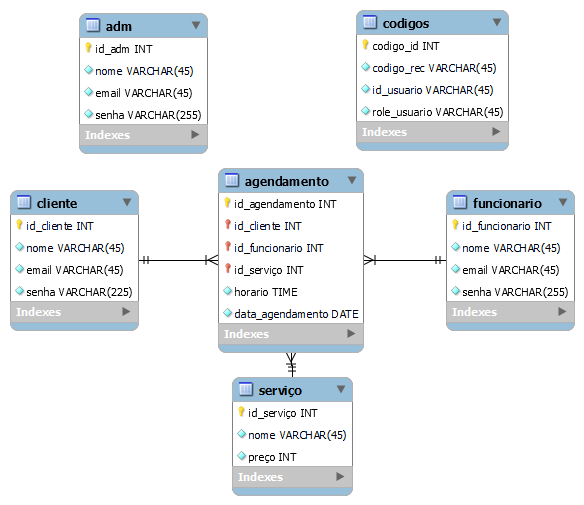 adm
id_adm INT
nome VARCHAR(45)
email VARCHAR(45)
senha VARCHAR(255)
Indexes
codigos
codigo_id INT
codigo_rec VARCHAR(45)
id_usuario VARCHAR(45)
role_usuario VARCHAR(45)
Indexes
cliente
id_cliente INT
nome VARCHAR(45)
email VARCHAR(45)
senha VARCHAR(225)
Indexes
agendamento
id_agendamento INT
id_cliente INT
id_funcionario INT
id_serviço INT
horario TIME
data_agendamento DATE
Indexes
funcionario
id_funcionario INT
nome VARCHAR(45)
email VARCHAR(45)
senha VARCHAR(255)
Indexes
serviço
id_serviço INT
nome VARCHAR(45)
preço INT
Indexes